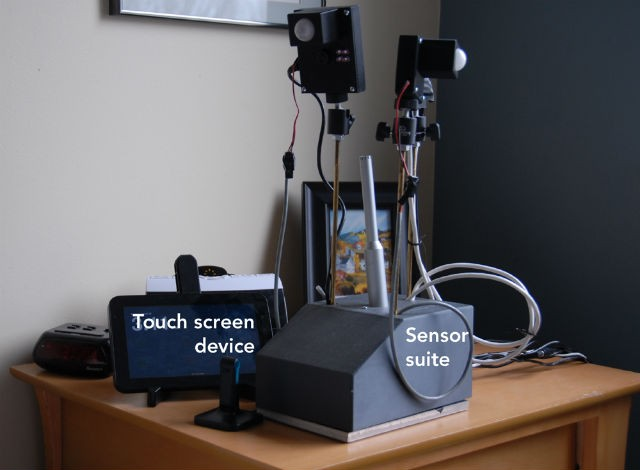 Touch screen
device
Sensor
suite